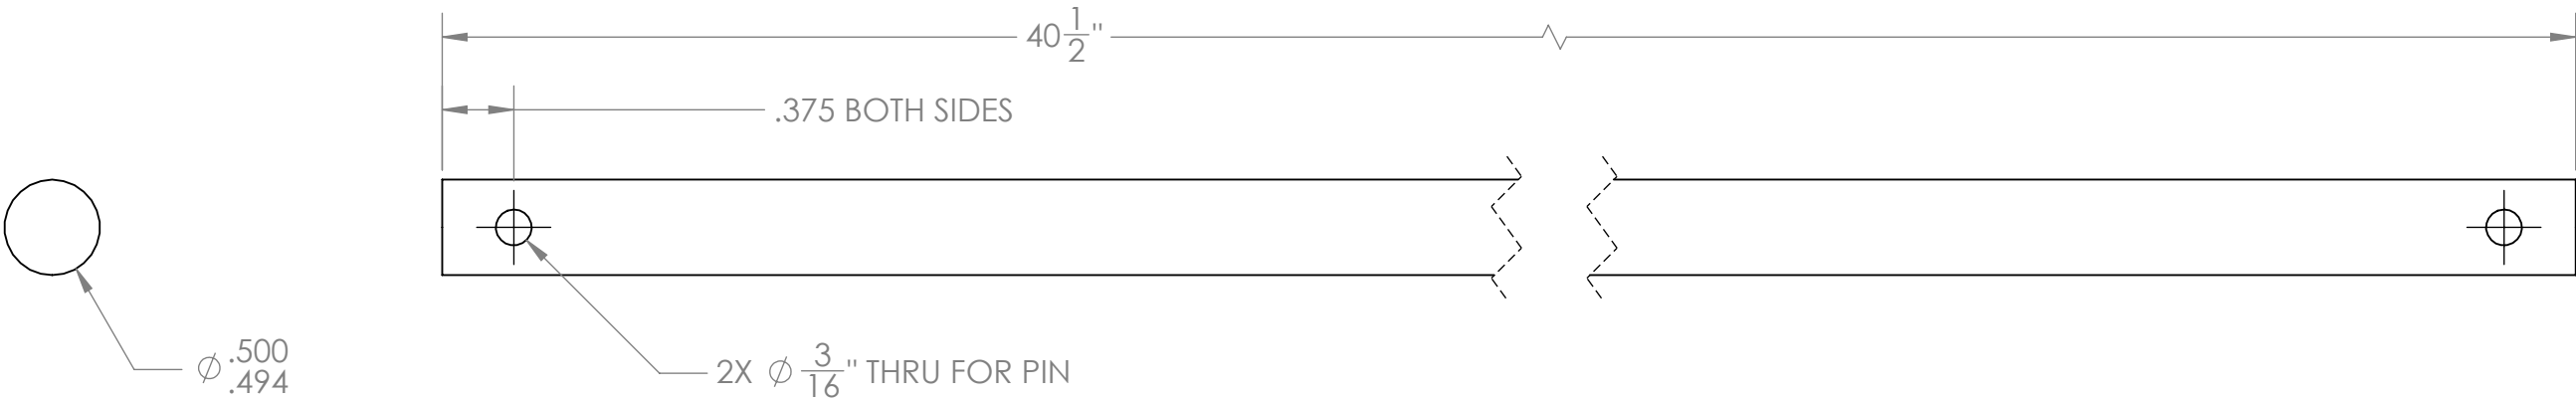 40 1/2"
.375 BOTH SIDES
⌀ .500
.494
2X ⌀ 3/16" THRU FOR PIN